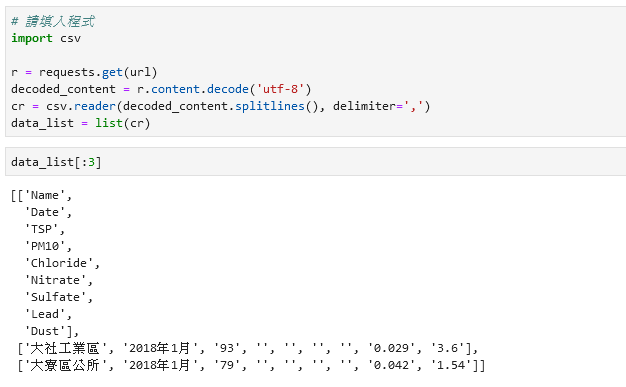 # 請填入程式
import csv
r = requests.get(url)
decoded_content = r.content.decode('utf-8')
cr = csv.reader(decoded_content.splitlines(), delimiter=',')
data_list = list(cr)
data_list[:3]
[['Name',
'Date',
'TSP',
'PM10',
'Chloride',
'Nitrate',
'Sulfate',
'Lead',
'Dust'],
['大社工業區', '2018年1月', '93', '', '', '', '', '0.029', '3.6'],
['大寮區公所', '2018年1月', '79', '', '', '', '', '0.042', '1.54']]